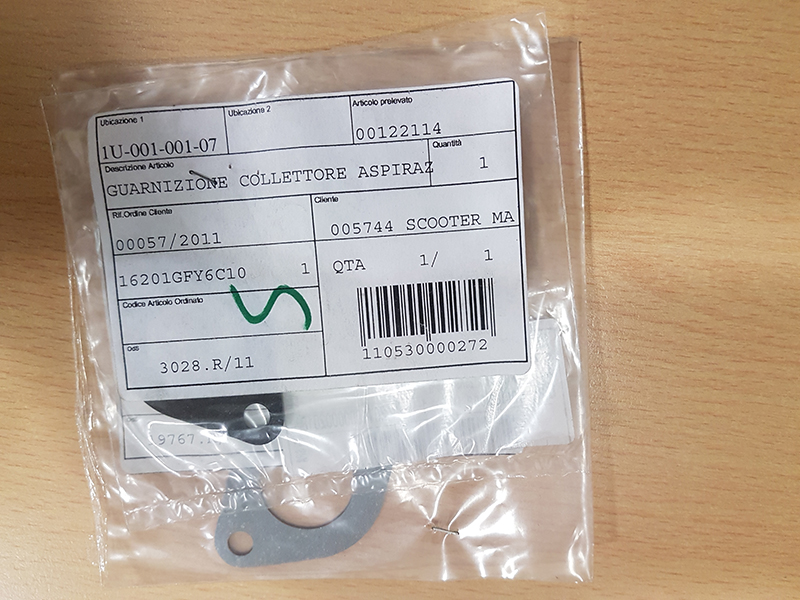 Ubicazione 1
Ubicazione 2
Articolo prelevato
1U-001-001-07
00122114
Descrizione Articolo
Quantità
GUARNIZIONE COLLETTORE ASPIRAZ
1
Rif.Ordine Cliente
Cliente
00057/2011
005744 SCOOTER MA
16201GFY6C10 1
QTA 1/ 1
Codice Articolo Ordinato
S
110530000272
OdS
3028.R/11
9767.